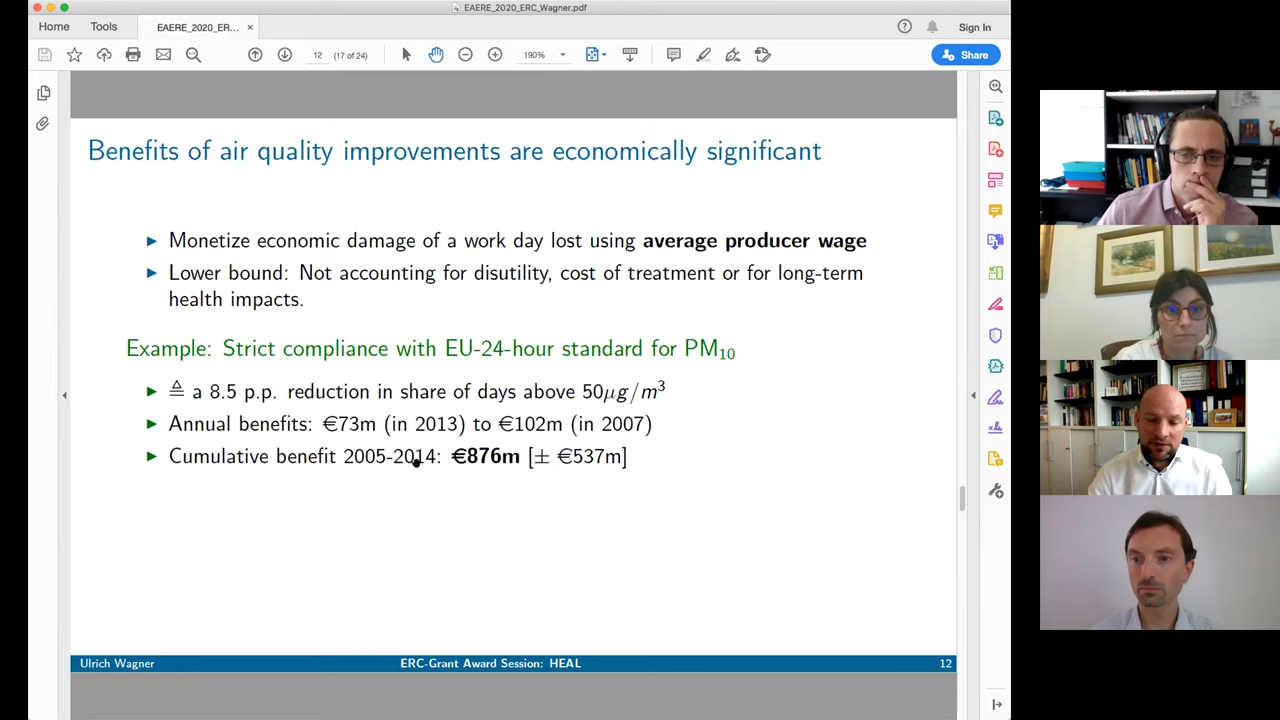 EAERE_2020_ERC_Wagner.pdf
Home Tools EAERE_2020_ER... × Sign In
12 (17 of 24) 190% Share
Benefits of air quality improvements are economically significant
▶ Monetize economic damage of a work day lost using average producer wage
▶ Lower bound: Not accounting for disutility, cost of treatment or for long-term
health impacts.
Example: Strict compliance with EU-24-hour standard for PM₁₀
▶ ≙ a 8.5 p.p. reduction in share of days above 50μg/m³
▶ Annual benefits: €73m (in 2013) to €102m (in 2007)
▶ Cumulative benefit 2005-2014: €876m [± €537m]
Ulrich Wagner ERC-Grant Award Session: HEAL 12